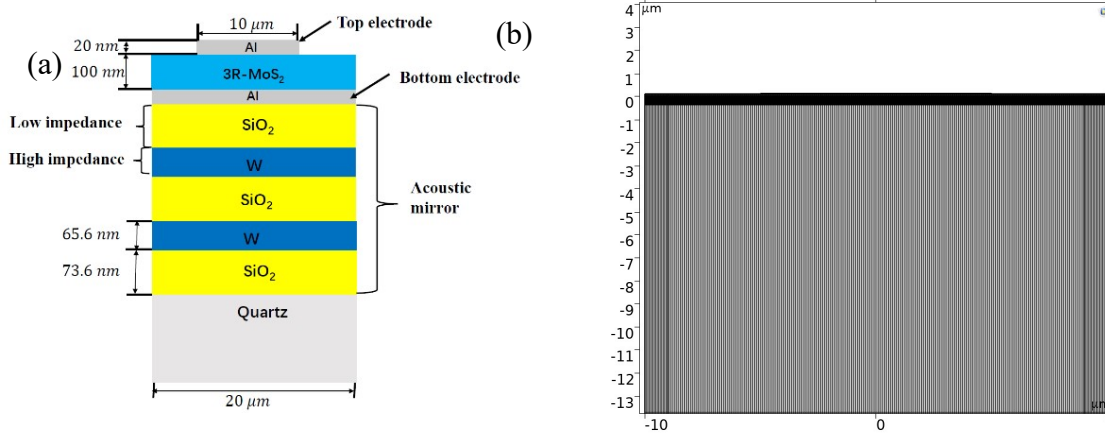 (a)
10 μm
Top electrode
20 nm
Al
100 nm
3R-MoS₂
Bottom electrode
Al
Low impedance
SiO₂
High impedance
W
SiO₂
Acoustic
mirror
65.6 nm
W
73.6 nm
SiO₂
Quartz
20 μm
(b)
μm
4
3
2
1
0
-1
-2
-3
-4
-5
-6
-7
-8
-9
-10
-11
-12
-13
-10
0